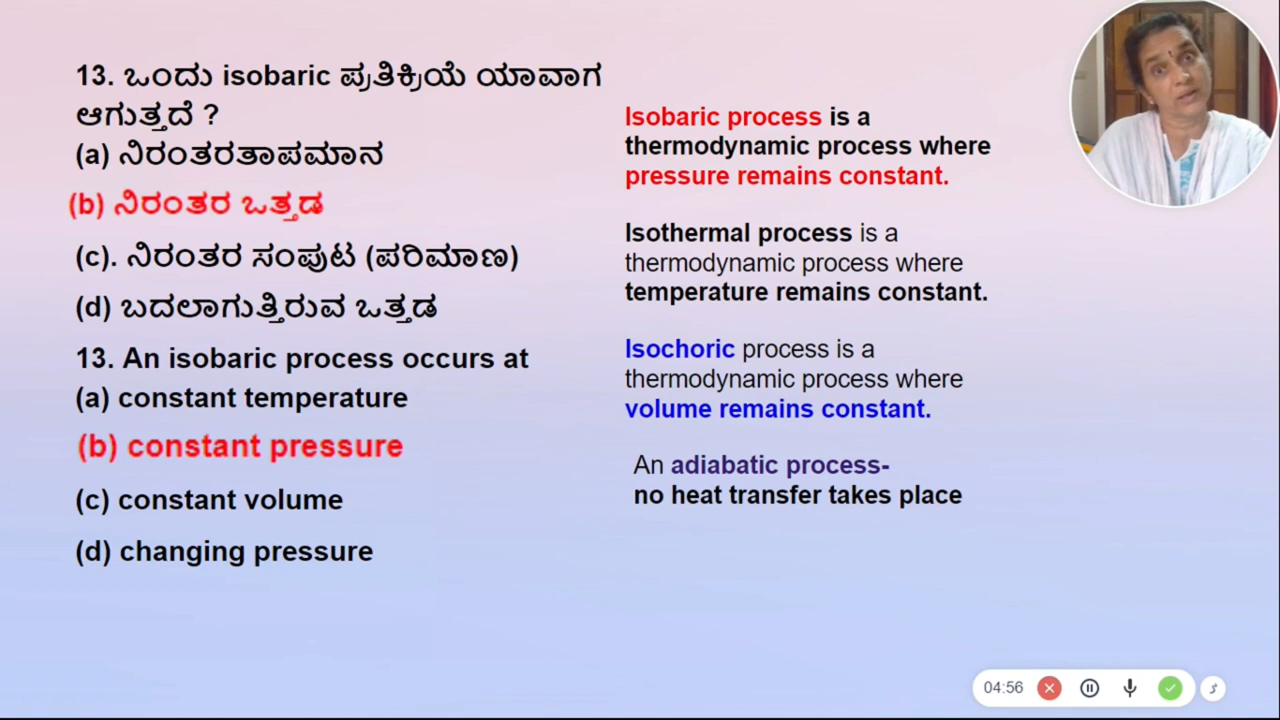 13. ಒಂದು isobaric ಪ್ರತಿಕ್ರಿಯೆ ಯಾವಾಗ
ಆಗುತ್ತದೆ ?
(a) ನಿರಂತರತಾಪಮಾನ
(b) ನಿರಂತರ ಒತ್ತಡ
(c). ನಿರಂತರ ಸಂಪುಟ (ಪರಿಮಾಣ)
(d) ಬದಲಾಗುತ್ತಿರುವ ಒತ್ತಡ
13. An isobaric process occurs at
(a) constant temperature
(b) constant pressure
(c) constant volume
(d) changing pressure
Isobaric process is a
thermodynamic process where
pressure remains constant.
Isothermal process is a
thermodynamic process where
temperature remains constant.
Isochoric process is a
thermodynamic process where
volume remains constant.
An adiabatic process-
no heat transfer takes place
04:56